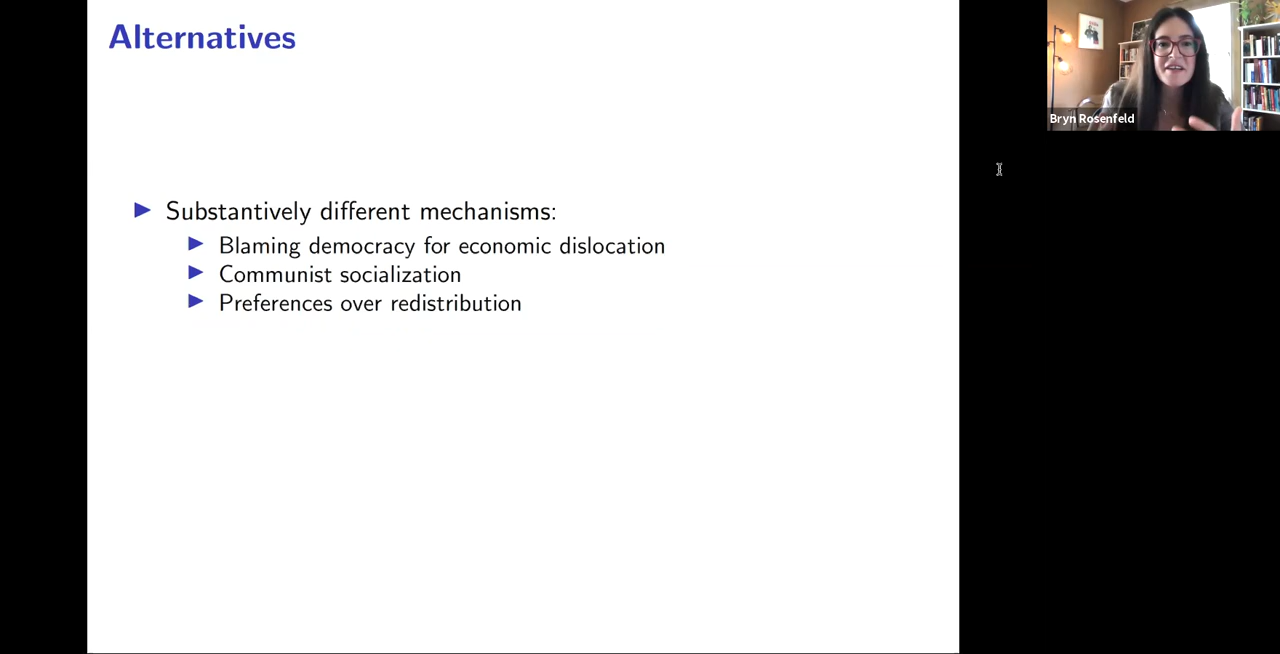 Alternatives
Bryn Rosenfeld
Substantively different mechanisms:
Blaming democracy for economic dislocation
Communist socialization
Preferences over redistribution